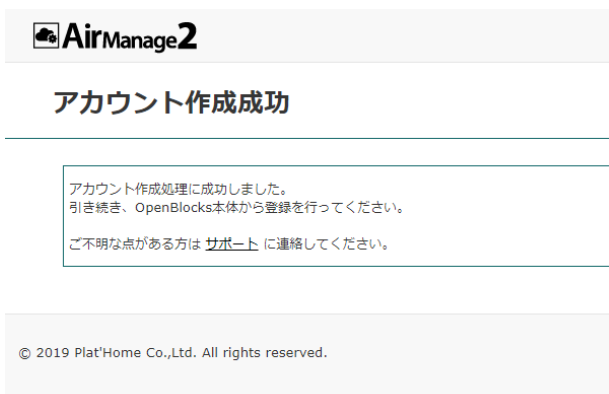 AirManage2
アカウント作成成功
アカウント作成処理に成功しました。
引き続き、OpenBlocks本体から登録を行ってください。
ご不明な点がある方は サポート に連絡してください。
© 2019 Plat'Home Co.,Ltd. All rights reserved.